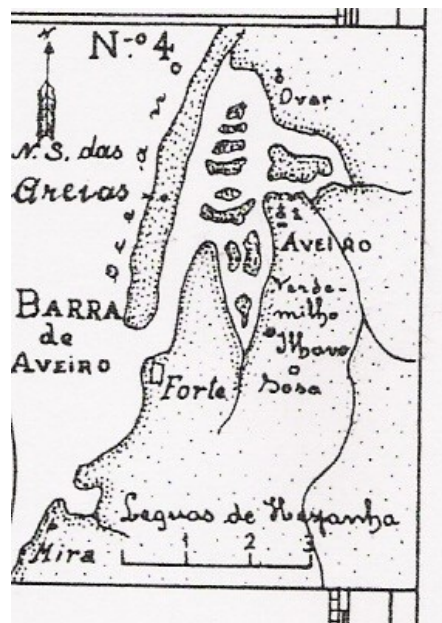 N.º 4
Ovar
N. S. das
Areias
AVEIRO
BARRA
de
AVEIRO
Verde-
milho
Ilhavo
Sosa
Forte
Leguas de
Mira
1 2 3